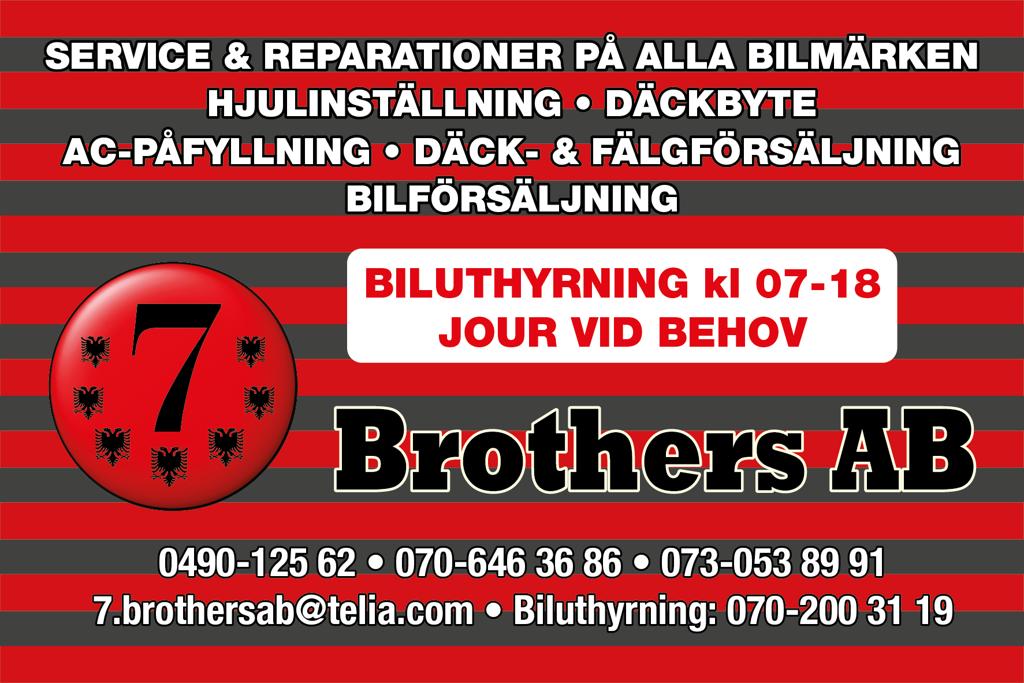 SERVICE & REPARATIONER PÅ ALLA BILMÄRKEN
HJULINSTÄLLNING • DÄCKBYTE
AC-PÅFYLLNING • DÄCK- & FÄLGFÖRSÄLJNING
BILFÖRSÄLJNING
BILUTHYRNING kl 07-18
JOUR VID BEHOV
7
Brothers AB
0490-125 62 • 070-646 36 86 • 073-053 89 91
7.brothersab@telia.com • Biluthyrning: 070-200 31 19